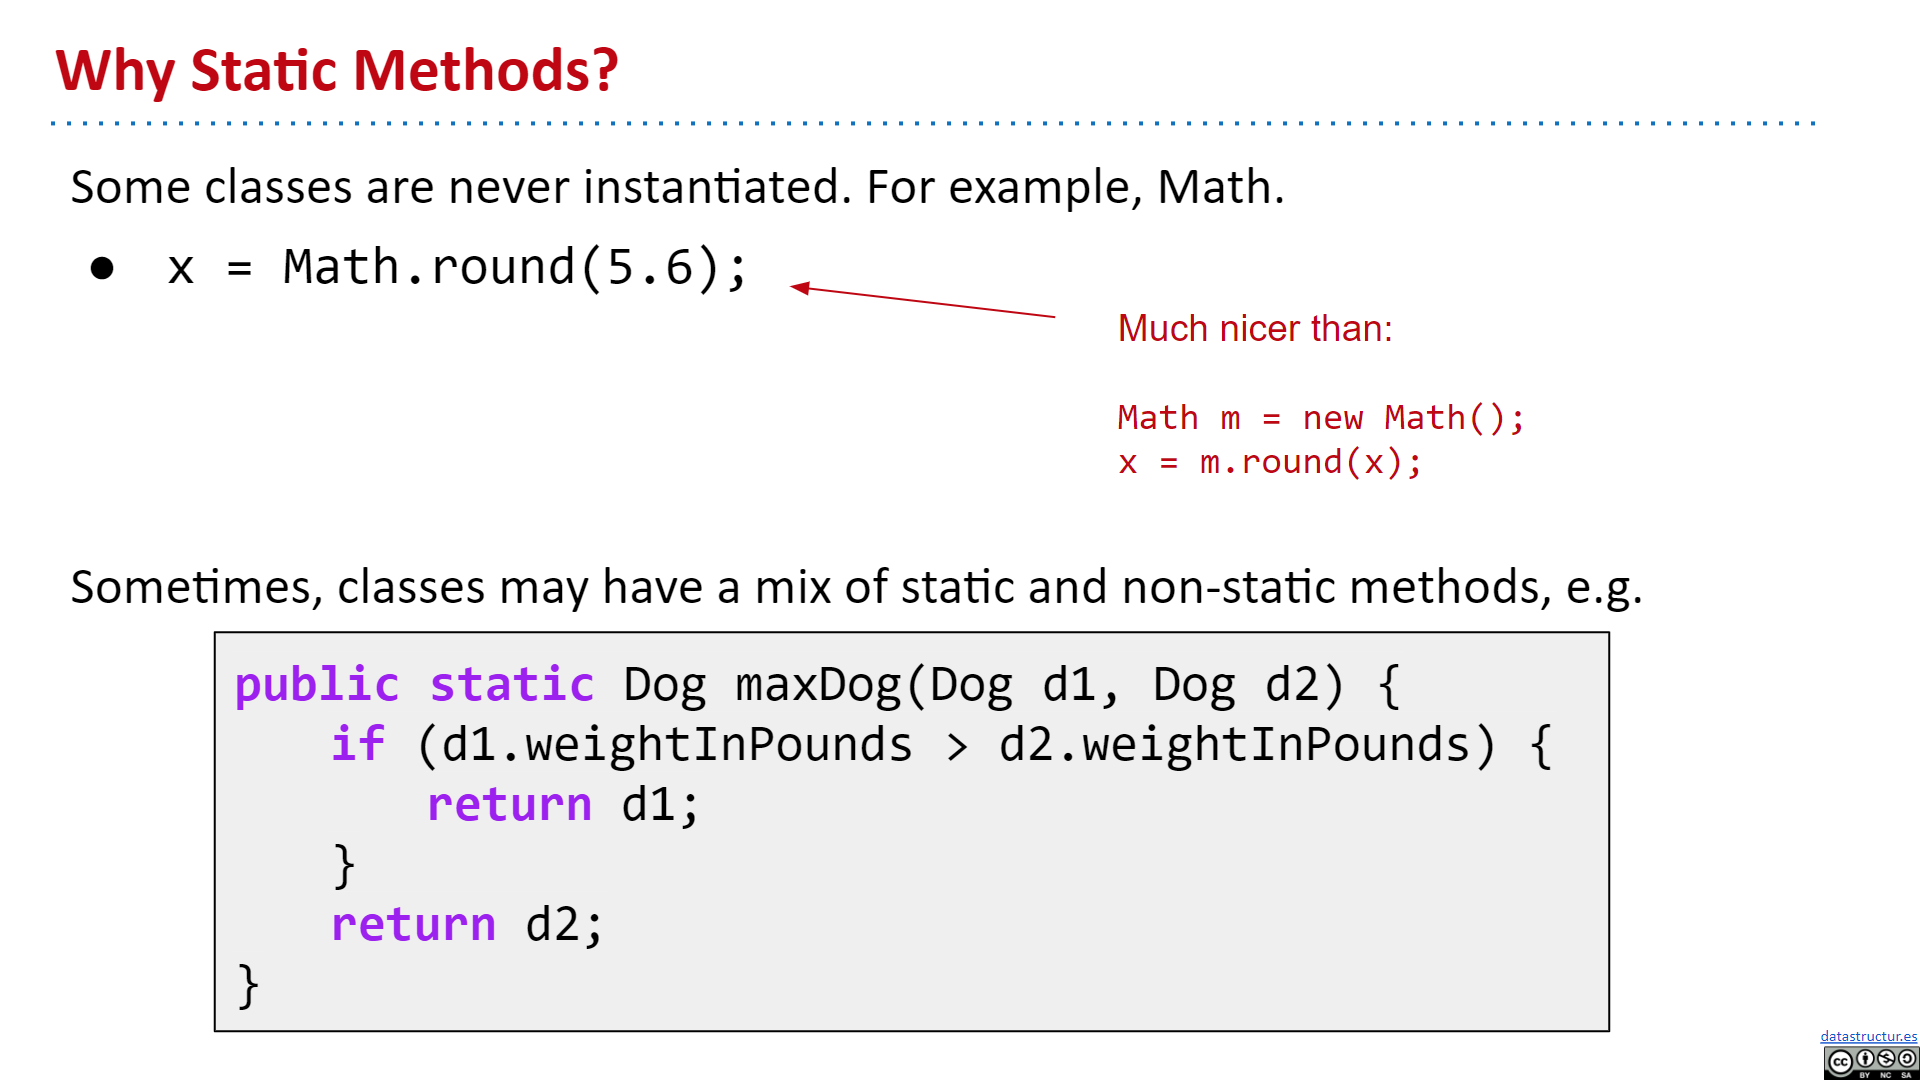 Why Static Methods?
Some classes are never instantiated. For example, Math.
● x = Math.round(5.6);
Much nicer than:
Math m = new Math();
x = m.round(x);
Sometimes, classes may have a mix of static and non-static methods, e.g.
public static Dog maxDog(Dog d1, Dog d2) {
    if (d1.weightInPounds > d2.weightInPounds) {
        return d1;
    }
    return d2;
}
datastructur.es
cc
BY NC SA